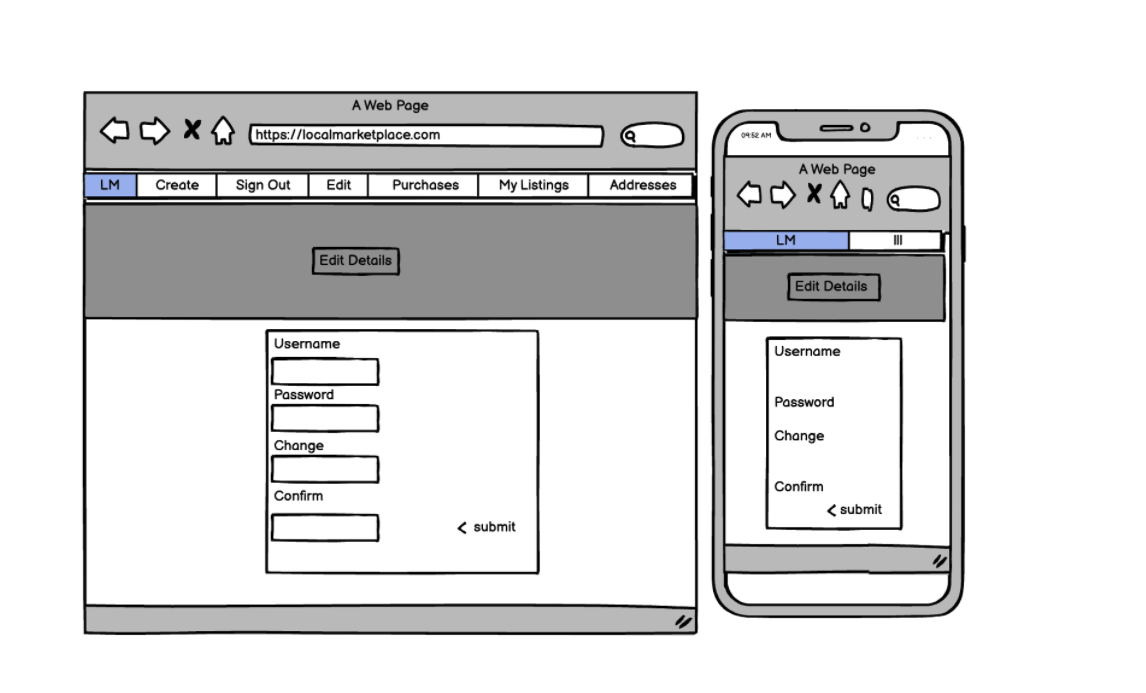 A Web Page
https://localmarketplace.com
LM Create Sign Out Edit Purchases My Listings Addresses
Edit Details
Username
Password
Change
Confirm
submit
09:52 AM
A Web Page
LM
Edit Details
Username
Password
Change
Confirm
submit